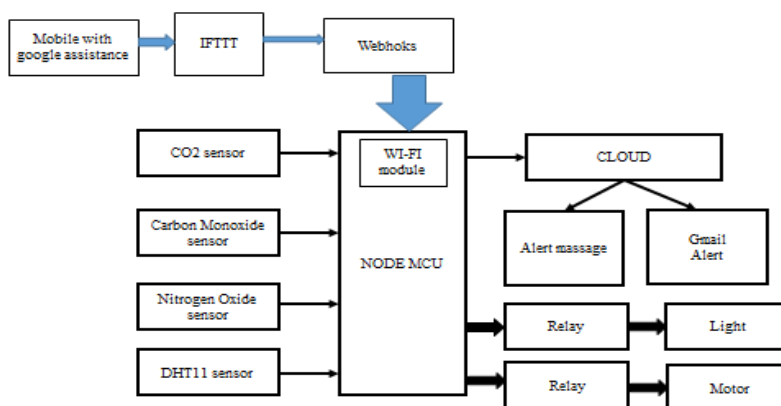 Mobile with
google assistance
IFTTT
Webhoks
CO2 sensor
WI-FI
module
CLOUD
Carbon Monoxide
sensor
Alert massage
Gmail
Alert
NODE MCU
Nitrogen Oxide
sensor
Relay
Light
DHT11 sensor
Relay
Motor